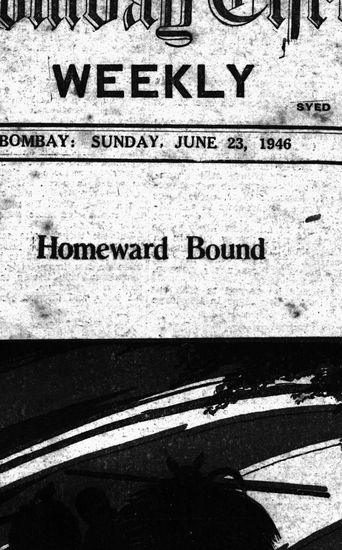 WEEKLY
SYED
BOMBAY: SUNDAY, JUNE 23, 1946
Homeward Bound